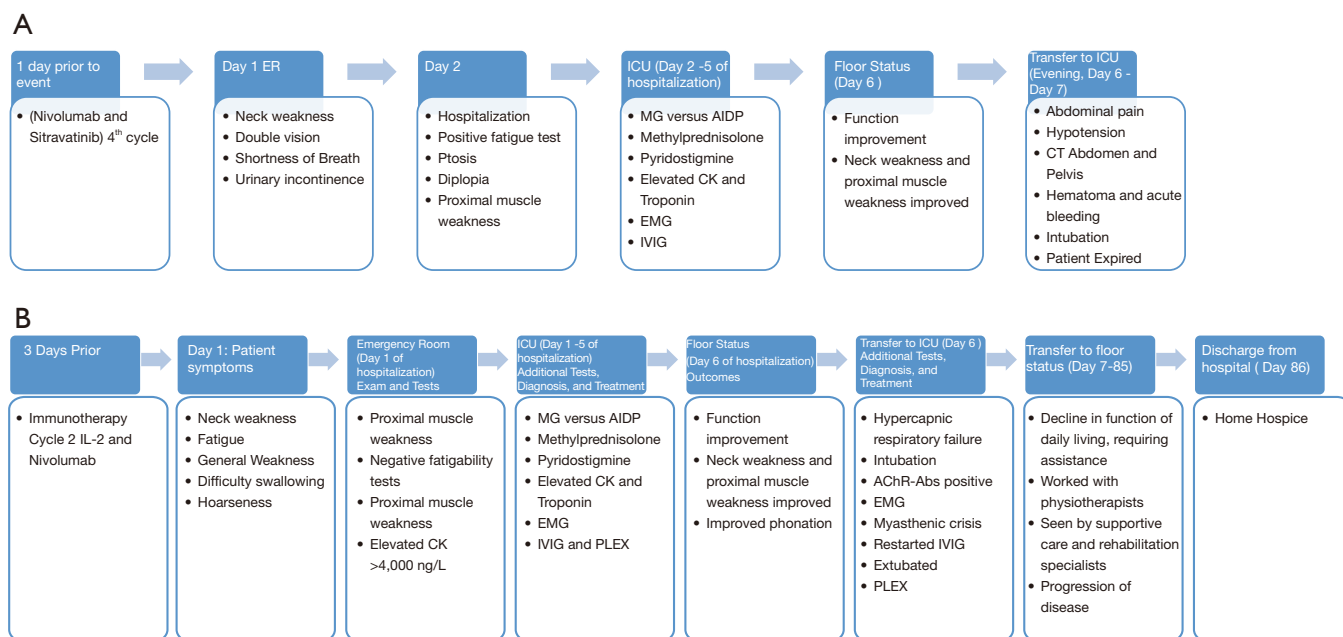 A
1 day prior to
event
• (Nivolumab and
Sitravatinib) 4th cycle
Day 1 ER
• Neck weakness
• Double vision
• Shortness of Breath
• Urinary incontinence
Day 2
• Hospitalization
• Positive fatigue test
• Ptosis
• Diplopia
• Proximal muscle
weakness
ICU (Day 2 -5 of
hospitalization)
• MG versus AIDP
• Methylprednisolone
• Pyridostigmine
• Elevated CK and
Troponin
• EMG
• IVIG
Floor Status
(Day 6 )
• Function
improvement
• Neck weakness and
proximal muscle
weakness improved
Transfer to ICU
(Evening, Day 6 -
Day 7)
• Abdominal pain
• Hypotension
• CT Abdomen and
Pelvis
• Hematoma and acute
bleeding
• Intubation
• Patient Expired
B
3 Days Prior
• Immunotherapy
Cycle 2 IL-2 and
Nivolumab
Day 1: Patient
symptoms
• Neck weakness
• Fatigue
• General Weakness
• Difficulty swallowing
• Hoarseness
Emergency Room
(Day 1 of
hospitalization)
Exam and Tests
• Proximal muscle
weakness
• Negative fatigability
tests
• Proximal muscle
weakness
• Elevated CK
>4,000 ng/L
ICU (Day 1 -5 of
hospitalization)
Additional Tests,
Diagnosis, and Treatment
• MG versus AIDP
• Methylprednisolone
• Pyridostigmine
• Elevated CK and
Troponin
• EMG
• IVIG and PLEX
Floor Status
(Day 6 of hospitalization)
Outcomes
• Function
improvement
• Neck weakness and
proximal muscle
weakness improved
• Improved phonation
Transfer to ICU (Day 6 )
Additional Tests,
Diagnosis, and
Treatment
• Hypercapnic
respiratory failure
• Intubation
• AChR-Abs positive
• EMG
• Myasthenic crisis
• Restarted IVIG
• Extubated
• PLEX
Transfer to floor
status (Day 7-85)
• Decline in function of
daily living, requiring
assistance
• Worked with
physiotherapists
• Seen by supportive
care and rehabilitation
specialists
• Progression of
disease
Discharge from
hospital ( Day 86)
• Home Hospice